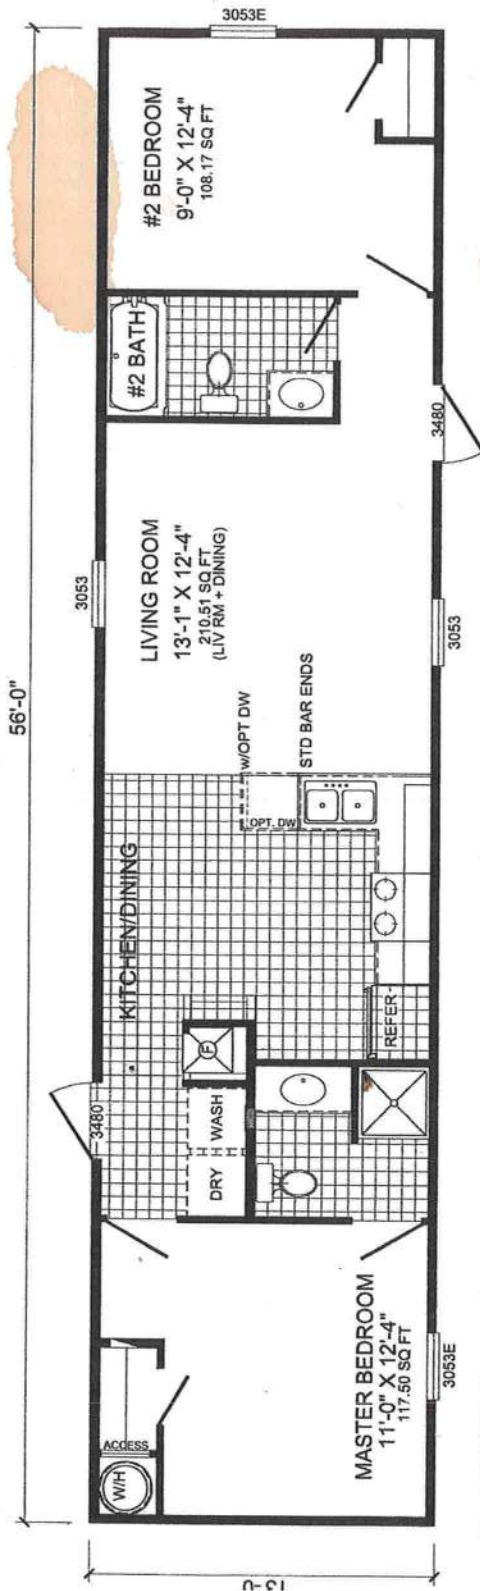 56'-0"
13'-0
3053E
#2 BEDROOM
9'-0" X 12'-4"
108.17 SQ FT
#2 BATH
3480
3053
LIVING ROOM
13'-1" X 12'-4"
210.51 SQ FT
(LIV RM + DINING)
3053
w/OPT DW
STD BAR ENDS
OPT. DW
KITCHEN/DINING
REFER
F
3480
WASH
DRY
MASTER BEDROOM
11'-0" X 12'-4"
117.50 SQ FT
3053E
ACCESS
W/H